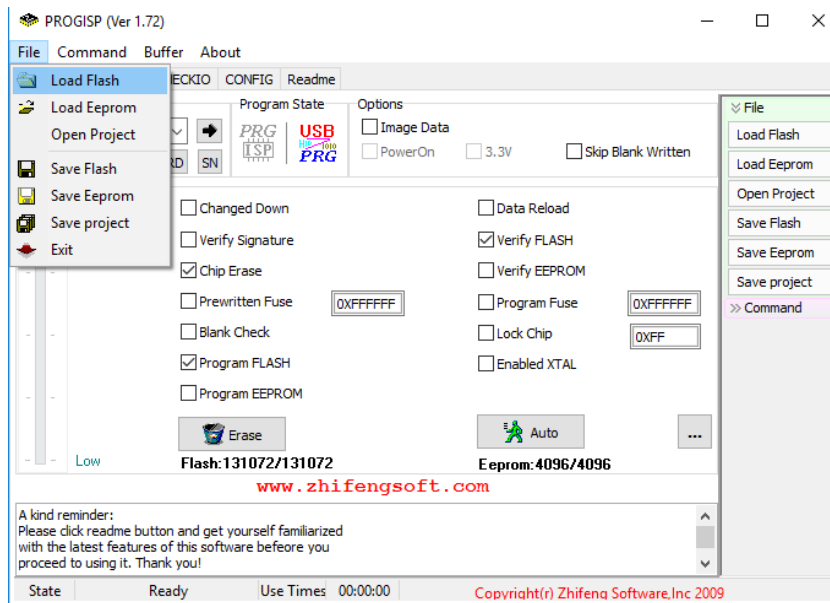 PROGISP (Ver 1.72)
File Command Buffer About
Load Flash
Load Eeprom
Open Project
Save Flash
Save Eeprom
Save project
Exit
CONFIG Readme
Program State
PRG
ISP
USB
PRG
SN
Options
Image Data
PowerOn 3.3V Skip Blank Written
Changed Down Data Reload
Verify Signature Verify FLASH
Chip Erase Verify EEPROM
Prewritten Fuse 0XFFFFFF Program Fuse 0XFFFFFF
Blank Check Lock Chip 0XFF
Program FLASH Enabled XTAL
Program EEPROM
Erase Auto ...
Low Flash:131072/131072 Eeprom:4096/4096
www.zhifengsoft.com
A kind reminder:
Please click readme button and get yourself familiarized
with the latest features of this software befeore you
proceed to using it. Thank you!
State Ready Use Times 00:00:00 Copyright(r) Zhifeng Software,Inc 2009
File
Load Flash
Load Eeprom
Open Project
Save Flash
Save Eeprom
Save project
Command